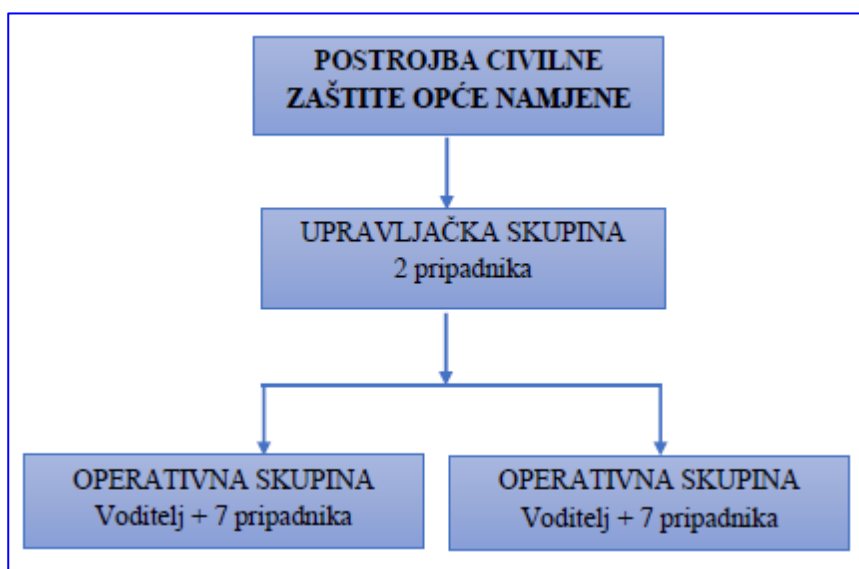 POSTROJBA CIVILNE
ZAŠTITE OPĆE NAMJENE
UPRAVLJAČKA SKUPINA
2 pripadnika
OPERATIVNA SKUPINA
Voditelj + 7 pripadnika
OPERATIVNA SKUPINA
Voditelj + 7 pripadnika